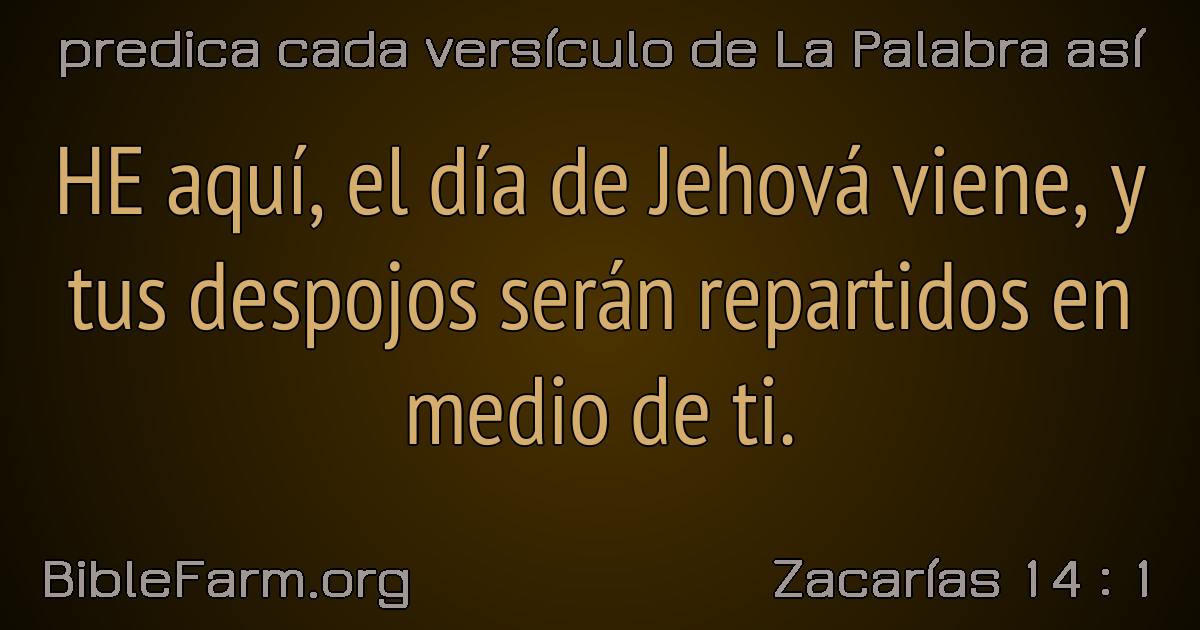 predica cada versículo de La Palabra así
HE aquí, el día de Jehová viene, y
tus despojos serán repartidos en
medio de ti.
BibleFarm.org
Zacarías 14 : 1